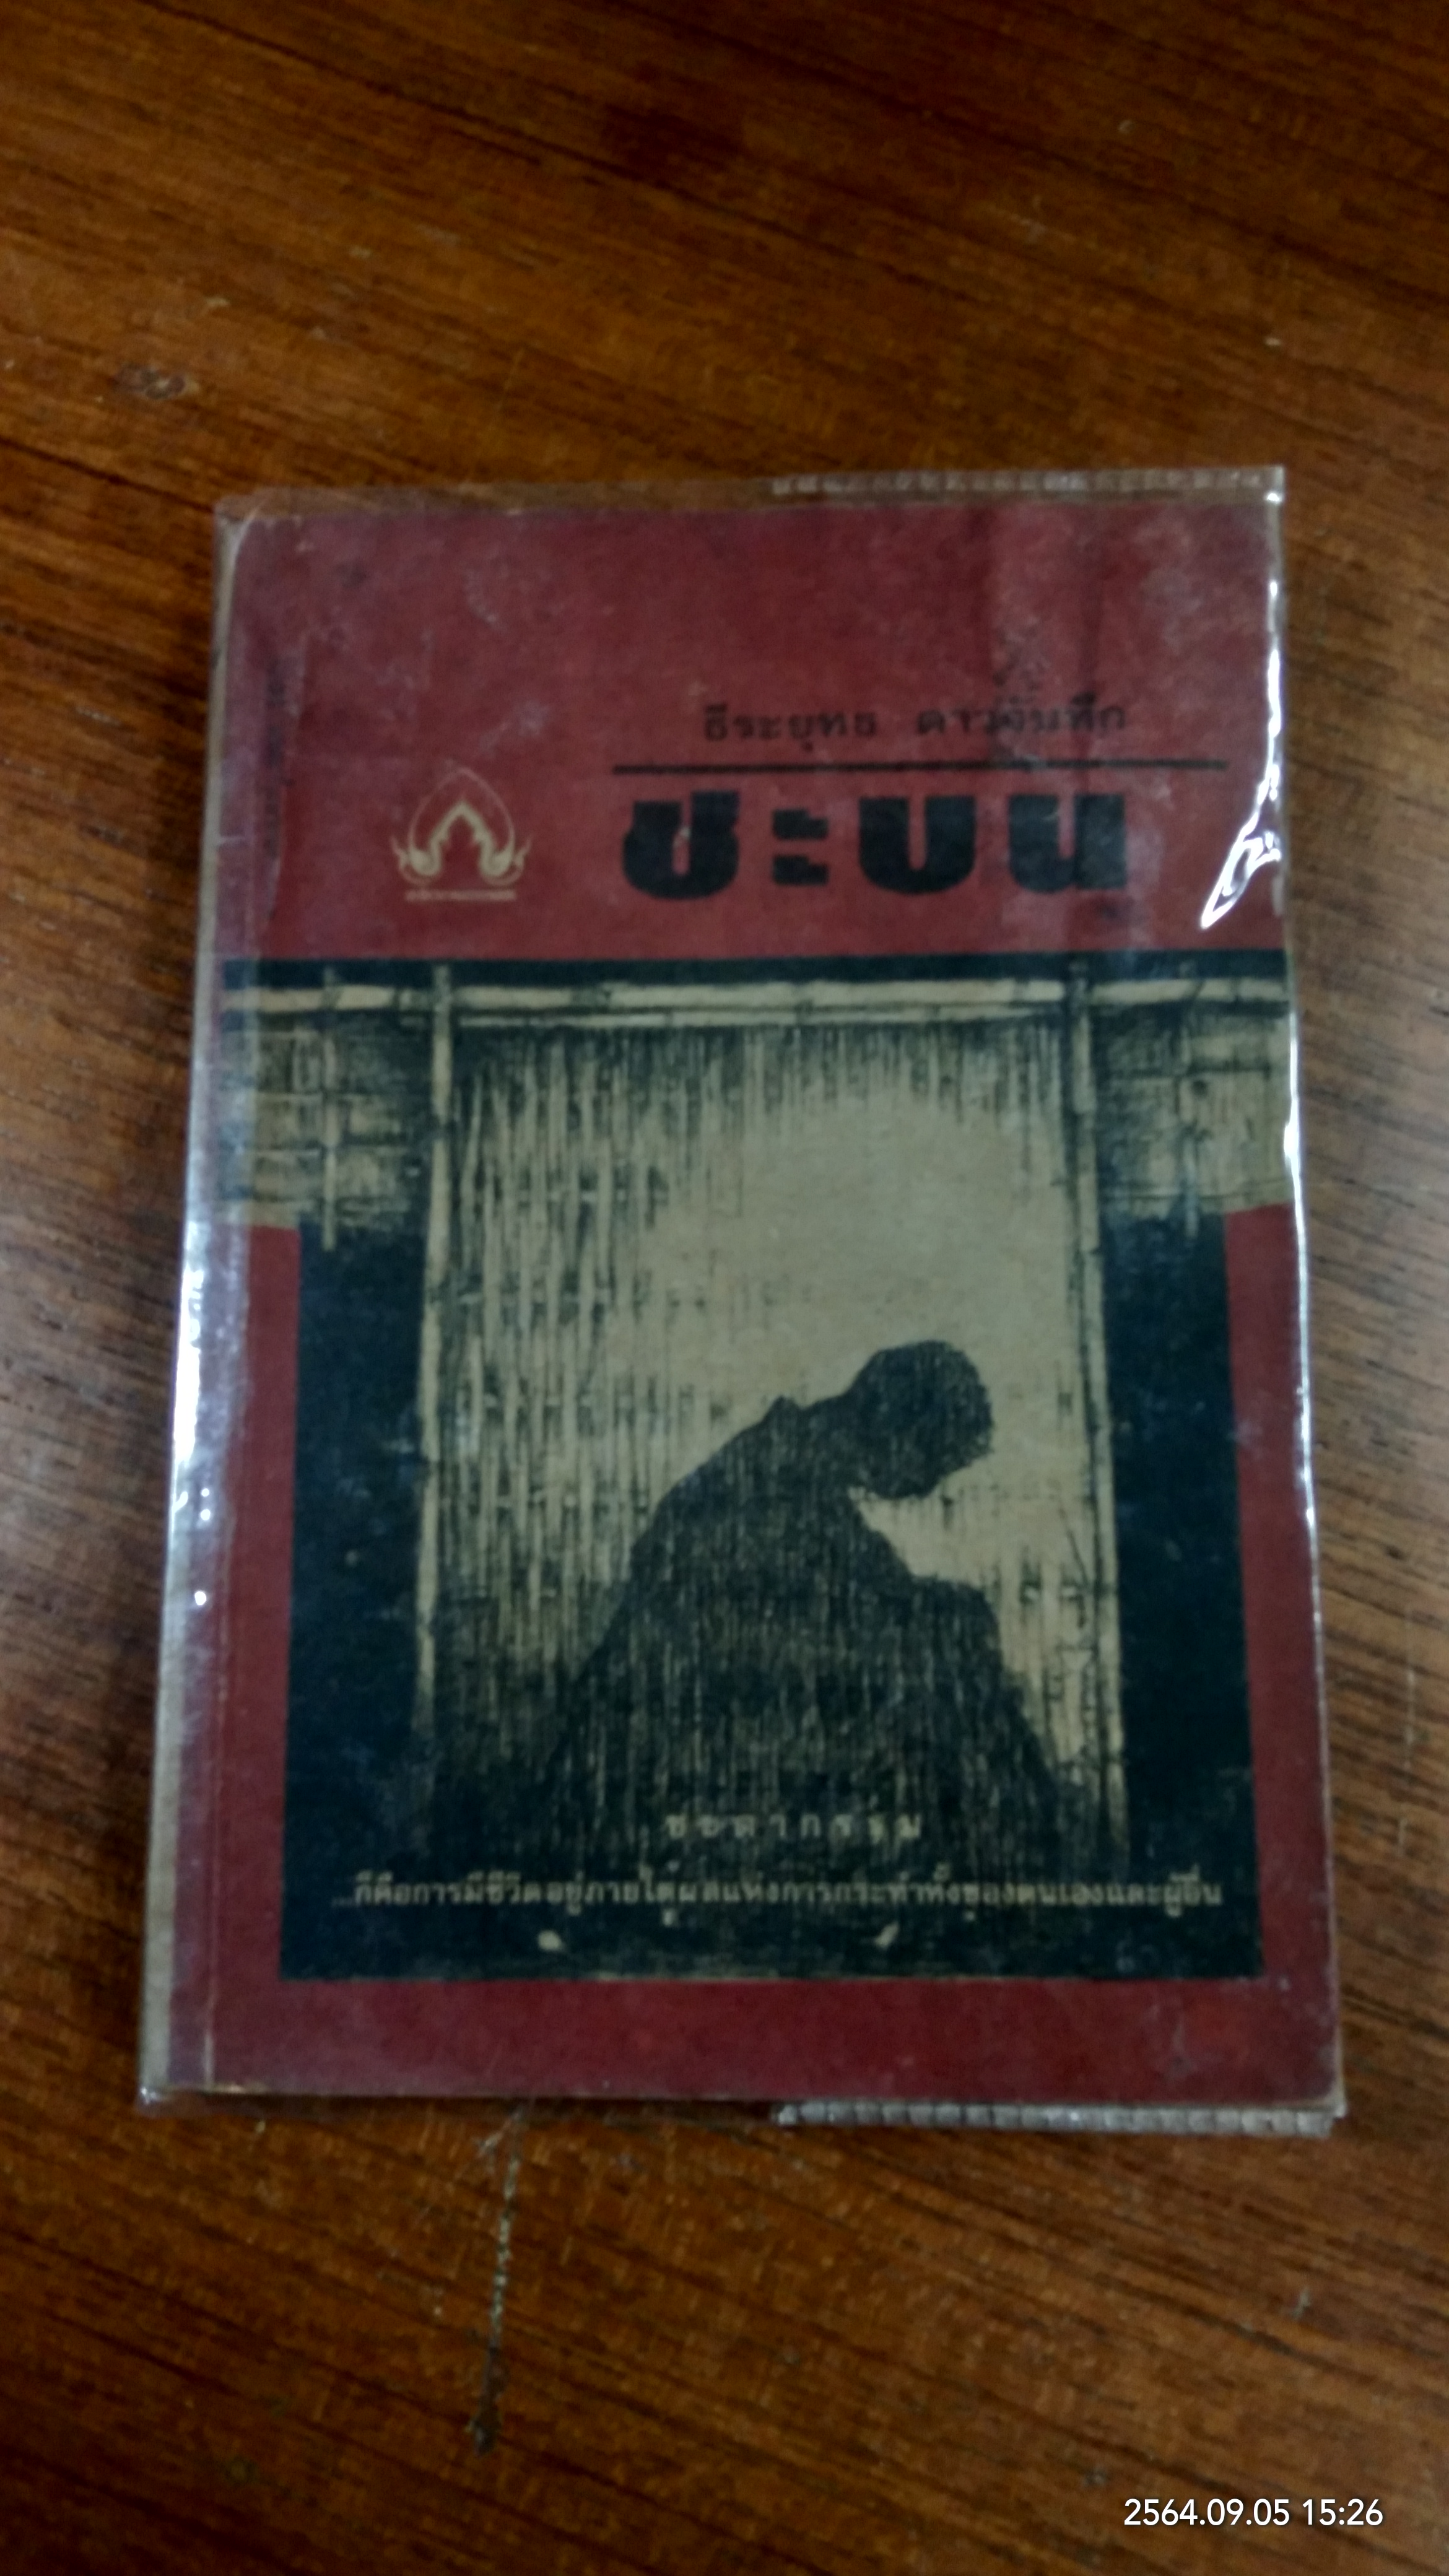 ธีระยุทธ ดาวจันทึก
ชะบน
ชะตากรรม
...ก็คือการมีชีวิตอยู่ภายใต้ผลแห่งการกระทำทั้งของตนเองและผู้อื่น
2564.09.05 15:26